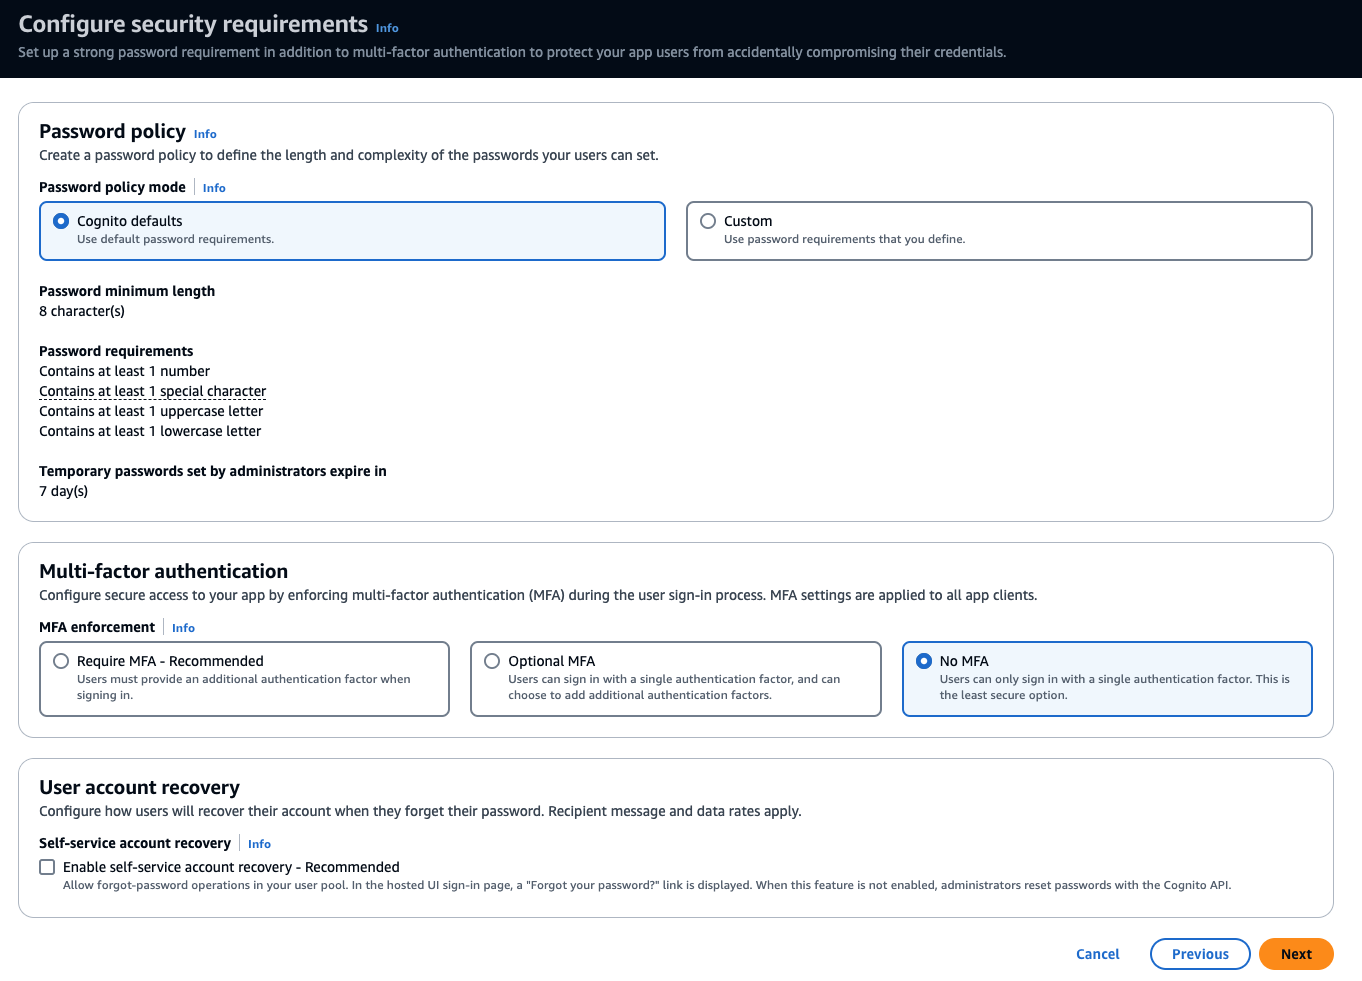 Configure security requirements Info
Set up a strong password requirement in addition to multi-factor authentication to protect your app users from accidentally compromising their credentials.
Password policy Info
Create a password policy to define the length and complexity of the passwords your users can set.
Password policy mode Info
Cognito defaults
Use default password requirements.
Custom
Use password requirements that you define.
Password minimum length
8 character(s)
Password requirements
Contains at least 1 number
Contains at least 1 special character
Contains at least 1 uppercase letter
Contains at least 1 lowercase letter
Temporary passwords set by administrators expire in
7 day(s)
Multi-factor authentication
Configure secure access to your app by enforcing multi-factor authentication (MFA) during the user sign-in process. MFA settings are applied to all app clients.
MFA enforcement Info
Require MFA - Recommended
Users must provide an additional authentication factor when
signing in.
Optional MFA
Users can sign in with a single authentication factor, and can
choose to add additional authentication factors.
No MFA
Users can only sign in with a single authentication factor. This is
the least secure option.
User account recovery
Configure how users will recover their account when they forget their password. Recipient message and data rates apply.
Self-service account recovery Info
Enable self-service account recovery - Recommended
Allow forgot-password operations in your user pool. In the hosted UI sign-in page, a "Forgot your password?" link is displayed. When this feature is not enabled, administrators reset passwords with the Cognito API.
Cancel Previous Next